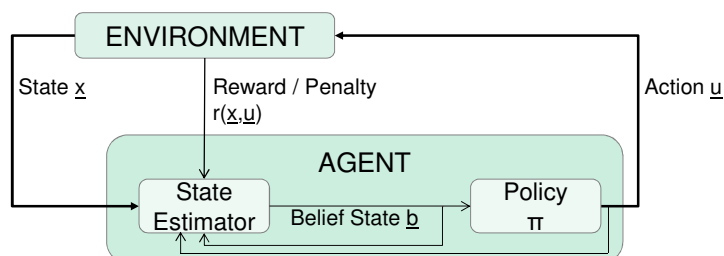 ENVIRONMENT
State x
Reward / Penalty
r(x,u)
Action u
AGENT
State
Estimator
Belief State b
Policy
π